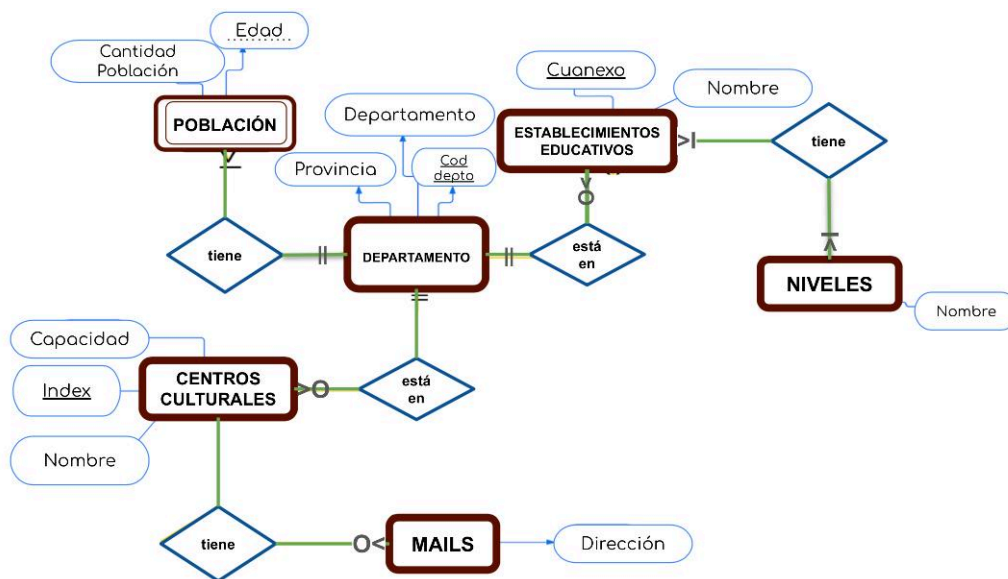 Edad
Cantidad
Población
POBLACIÓN
Cuanexo
Nombre
Departamento
ESTABLECIMIENTOS
EDUCATIVOS
tiene
Provincia
Cod
depto
tiene
DEPARTAMENTO
está
en
NIVELES
Nombre
Capacidad
CENTROS
CULTURALES
está
en
Index
Nombre
tiene
MAILS
Dirección